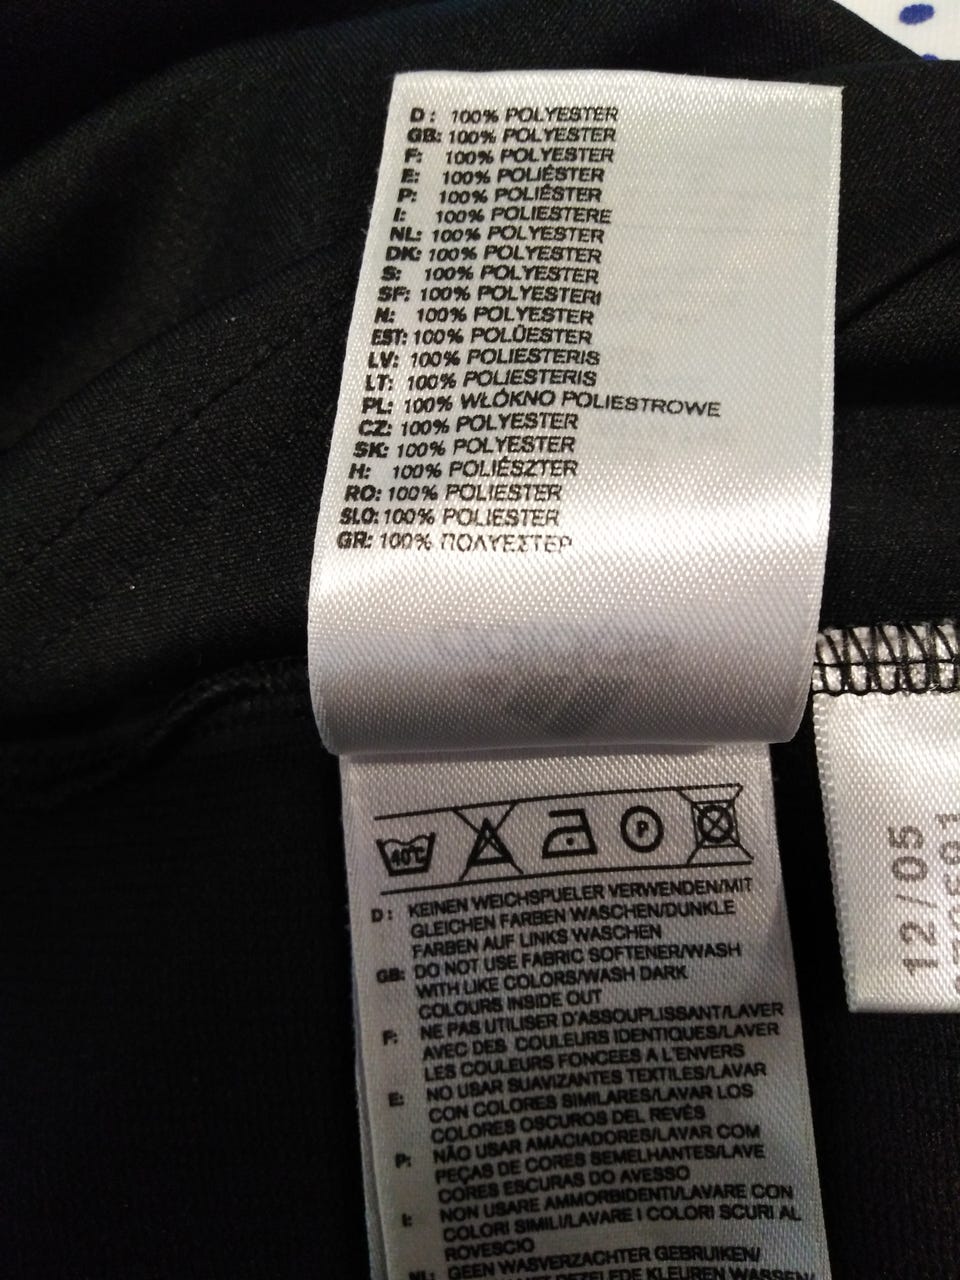 D: 100% POLYESTER
GB: 100% POLYESTER
F: 100% POLYESTER
E: 100% POLIÉSTER
P: 100% POLIÉSTER
I: 100% POLIESTERE
NL: 100% POLYESTER
DK: 100% POLYESTER
S: 100% POLYESTER
SF: 100% POLYESTERI
N: 100% POLYESTER
EST: 100% POLÜESTER
LV: 100% POLIESTERIS
LT: 100% POLIESTERIS
PL: 100% WŁÓKNO POLIESTROWE
CZ: 100% POLYESTER
SK: 100% POLYESTER
H: 100% POLIÉSZTER
RO: 100% POLIESTER
SLO: 100% POLIESTER
GR: 100% ΠΟΛΥΕΣΤΕΡ
40°C P
D: KEINEN WEICHSPUELER VERWENDEN/MIT
GLEICHEN FARBEN WASCHEN/DUNKLE
FARBEN AUF LINKS WASCHEN
GB: DO NOT USE FABRIC SOFTENER/WASH
WITH LIKE COLORS/WASH DARK
COLOURS INSIDE OUT
F: NE PAS UTILISER D'ASSOUPLISSANT/LAVER
AVEC DES COULEURS IDENTIQUES/LAVER
LES COULEURS FONCEES A L'ENVERS
E: NO USAR SUAVIZANTES TEXTILES/LAVAR
CON COLORES SIMILARES/LAVAR LOS
COLORES OSCUROS DEL REVÉS
P: NÃO USAR AMACIADORES/LAVAR COM
PEÇAS DE CORES SEMELHANTES/LAVE
CORES ESCURAS DO AVESSO
I: NON USARE AMMORBIDENTI/LAVARE CON
COLORI SIMILI/LAVARE I COLORI SCURI AL
ROVESCIO
NL: GEEN WASVERZACHTER GEBRUIKEN/
DEZELFDE KLEUREN WASSEN/
12/05